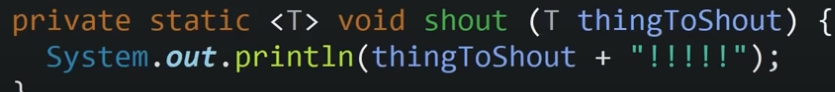 private static <T> void shout (T thingToShout) {
System.out.println(thingToShout + "!!!!!");
}